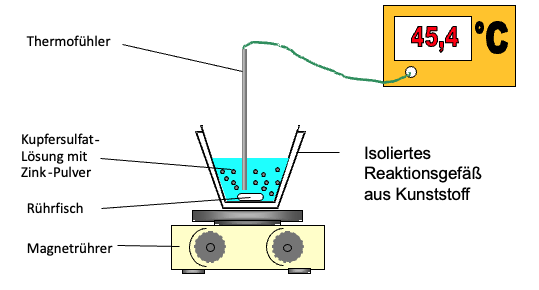 Thermofühler
45,4 °C
Kupfersulfat-
Lösung mit
Zink-Pulver
Isoliertes
Reaktionsgefäß
aus Kunststoff
Rührfisch
Magnetrührer